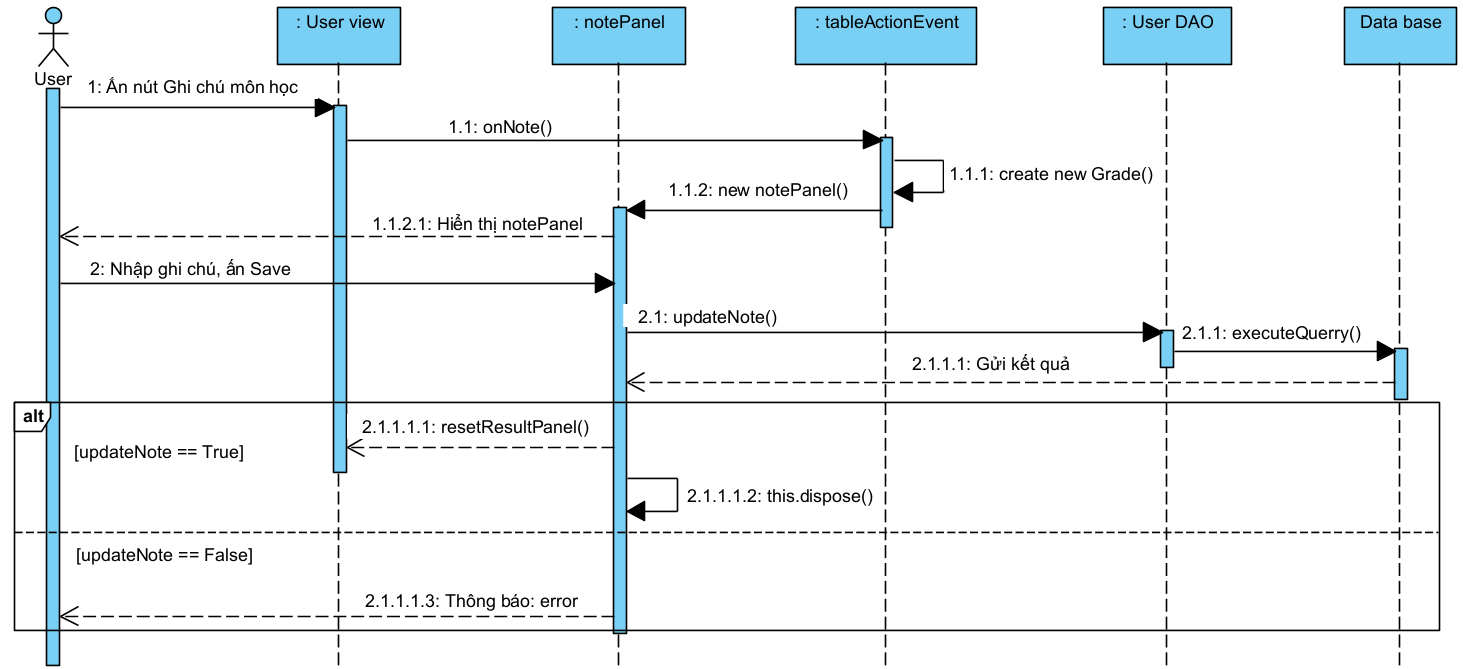 : User view
: notePanel
: tableActionEvent
: User DAO
Data base
User
1: Ấn nút Ghi chú môn học
1.1: onNote()
1.1.1: create new Grade()
1.1.2: new notePanel()
1.1.2.1: Hiển thị notePanel
2: Nhập ghi chú, ấn Save
2.1: updateNote()
2.1.1: executeQuerry()
2.1.1.1: Gửi kết quả
alt
2.1.1.1.1: resetResultPanel()
[updateNote == True]
2.1.1.1.2: this.dispose()
[updateNote == False]
2.1.1.1.3: Thông báo: error